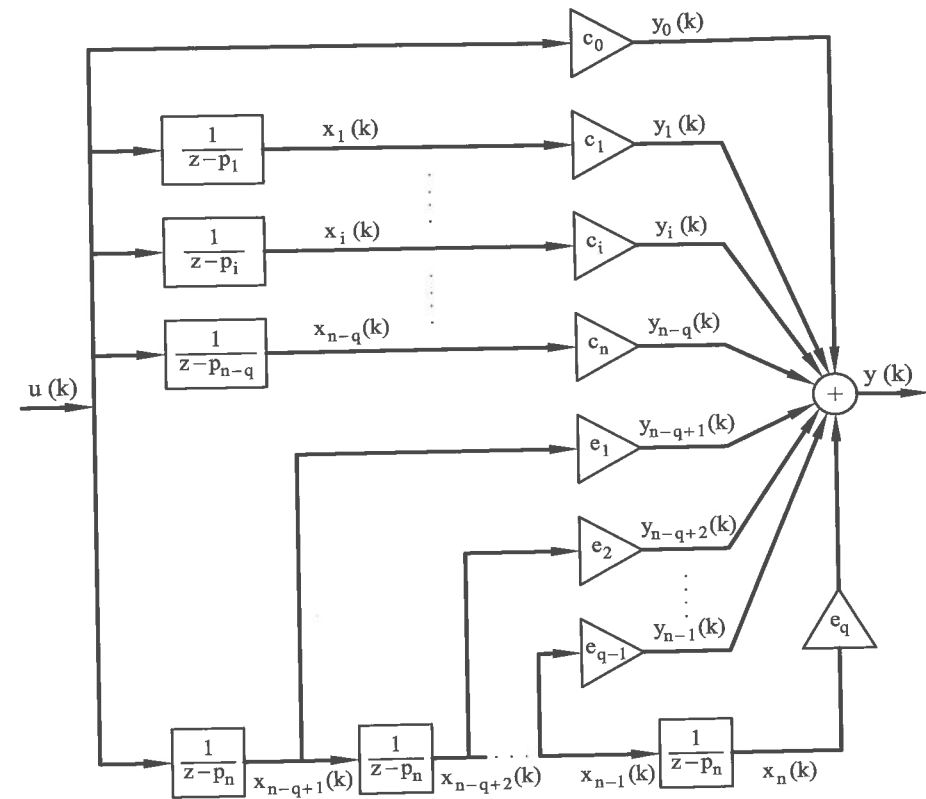 c₀ y₀ (k)
1 / z−p₁ x₁ (k) c₁ y₁ (k)
1 / z−pᵢ xᵢ (k) cᵢ yᵢ (k)
1 / z−pₙ₋q xₙ₋q (k) cₙ yₙ₋q (k)
u (k) + y (k)
e₁ yₙ₋q₊₁ (k)
e₂ yₙ₋q₊₂ (k)
e_q
e_q−1 yₙ₋₁ (k)
1 / z−pₙ xₙ₋q₊₁ (k) 1 / z−pₙ xₙ₋q₊₂ (k) xₙ₋₁ (k) 1 / z−pₙ xₙ (k)